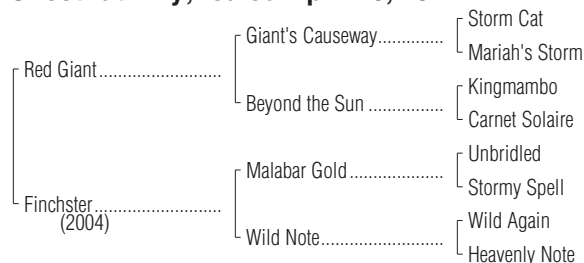 Storm Cat
Giant's Causeway..............
Mariah's Storm
Red Giant..........................
Kingmambo
Beyond the Sun ................
Carnet Solaire
Unbridled
Malabar Gold....................
Stormy Spell
Finchster...........................
(2004)
Wild Again
Wild Note..........................
Heavenly Note